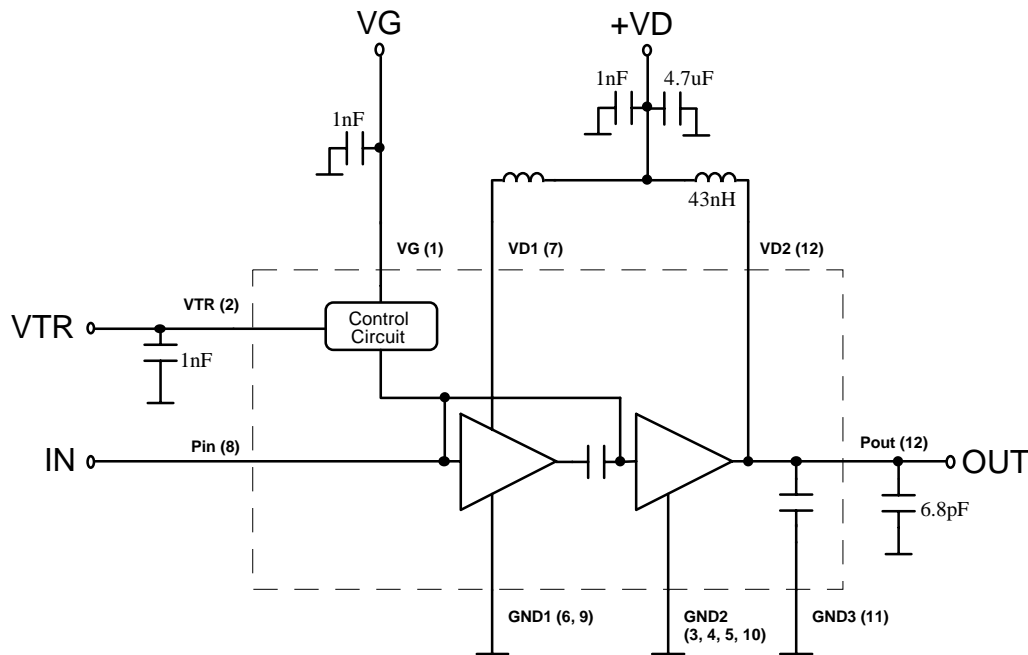 VG
+VD
1nF
4.7uF
1nF
43nH
VG (1)
VD1 (7)
VD2 (12)
VTR (2)
VTR
Control
Circuit
1nF
Pin (8)
IN
Pout (12)
OUT
6.8pF
GND1 (6, 9)
GND2
(3, 4, 5, 10)
GND3 (11)